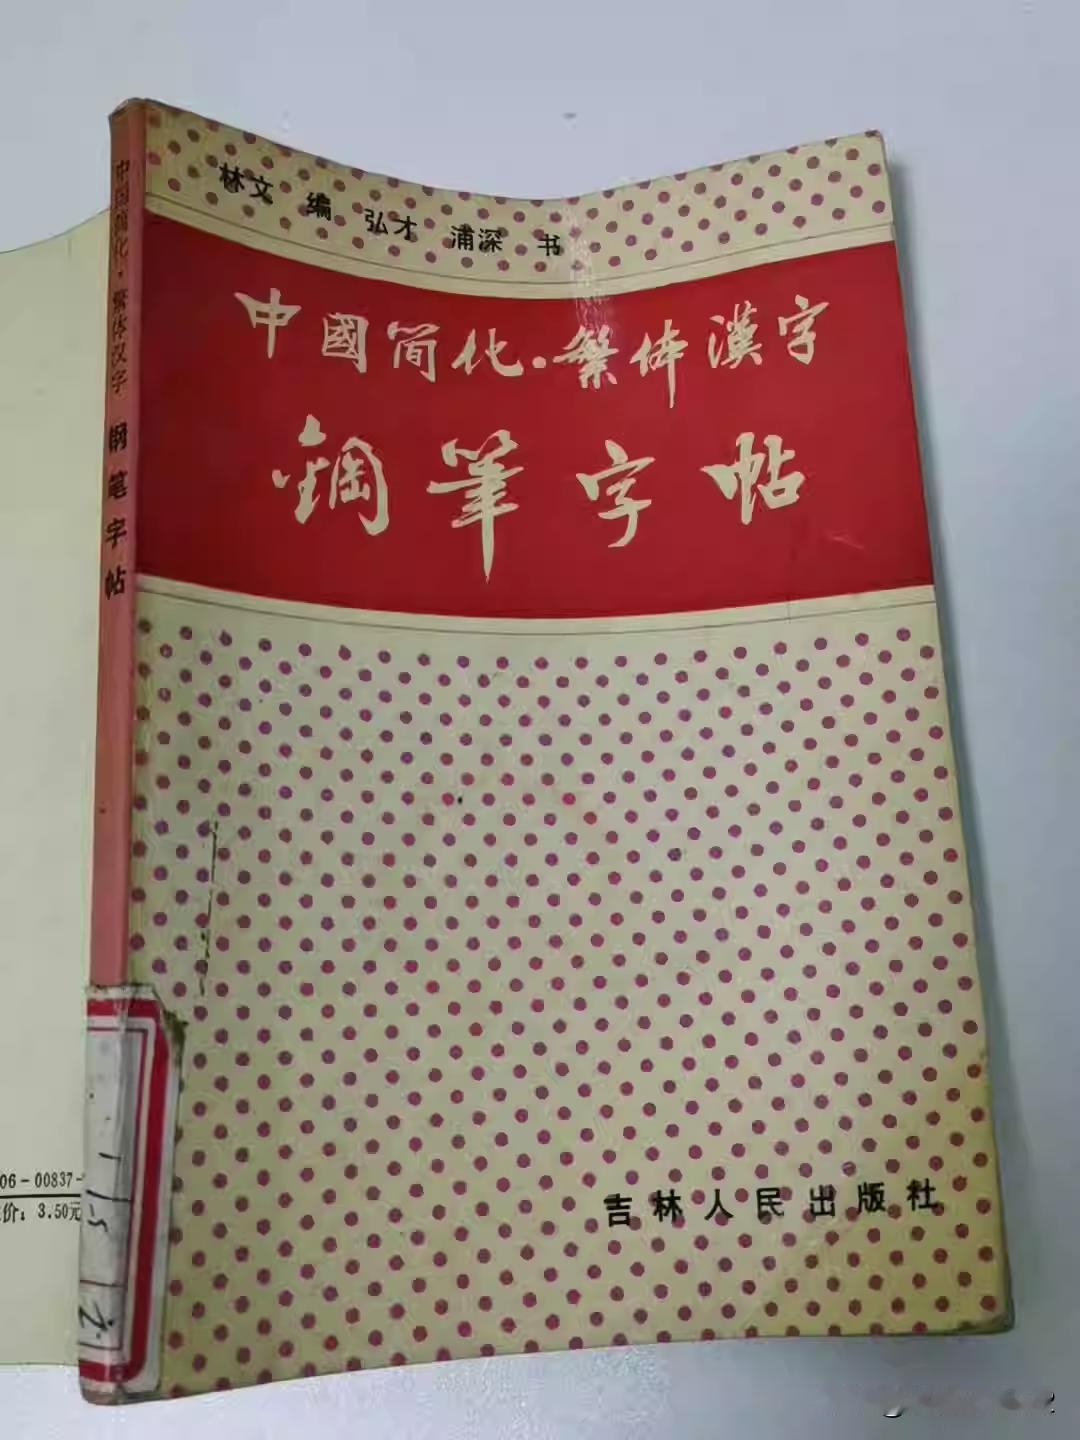 林文 编 弘才 浦深 书
中國简化·繁体漢字
鋼筆字帖
吉林人民出版社
中国简化·繁体汉字 钢笔字帖
06-00837-
价: 3.50元